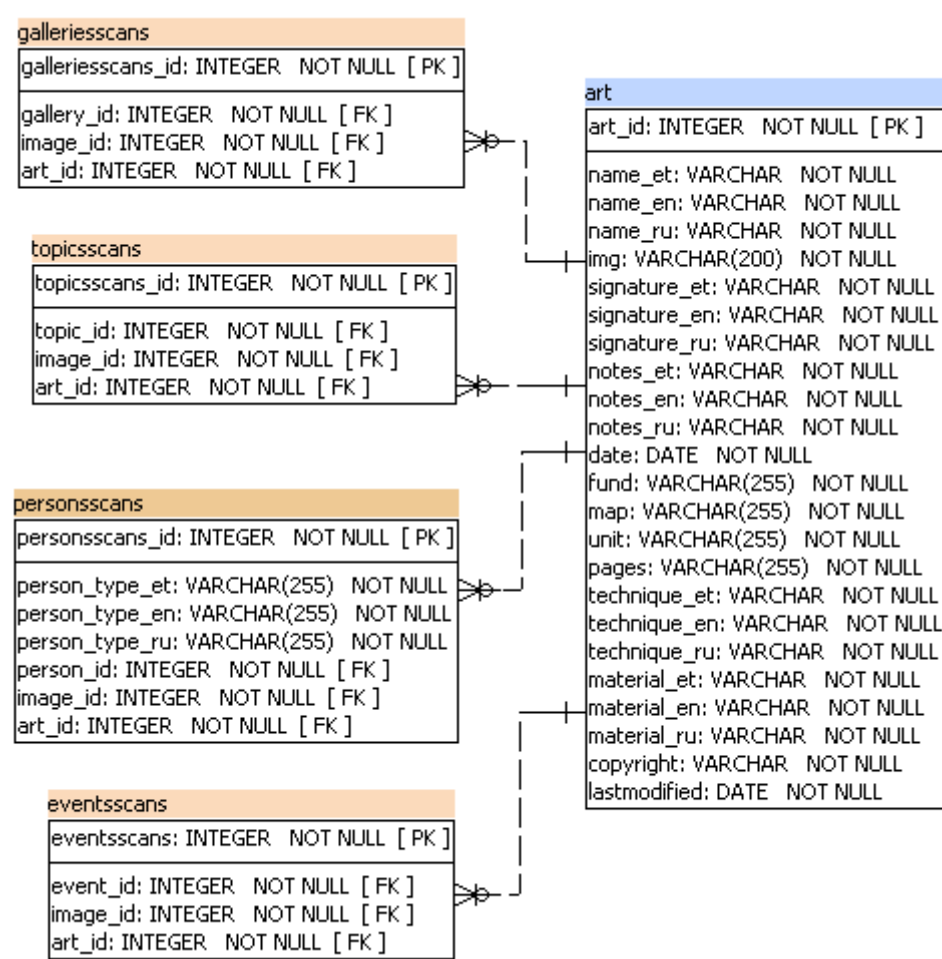 galleriesscans
galleriesscans_id: INTEGER NOT NULL [ PK ]
gallery_id: INTEGER NOT NULL [ FK ]
image_id: INTEGER NOT NULL [ FK ]
art_id: INTEGER NOT NULL [ FK ]
topicsscans
topicsscans_id: INTEGER NOT NULL [ PK ]
topic_id: INTEGER NOT NULL [ FK ]
image_id: INTEGER NOT NULL [ FK ]
art_id: INTEGER NOT NULL [ FK ]
personsscans
personsscans_id: INTEGER NOT NULL [ PK ]
person_type_et: VARCHAR(255) NOT NULL
person_type_en: VARCHAR(255) NOT NULL
person_type_ru: VARCHAR(255) NOT NULL
person_id: INTEGER NOT NULL [ FK ]
image_id: INTEGER NOT NULL [ FK ]
art_id: INTEGER NOT NULL [ FK ]
eventsscans
eventsscans: INTEGER NOT NULL [ PK ]
event_id: INTEGER NOT NULL [ FK ]
image_id: INTEGER NOT NULL [ FK ]
art_id: INTEGER NOT NULL [ FK ]
art
art_id: INTEGER NOT NULL [ PK ]
name_et: VARCHAR NOT NULL
name_en: VARCHAR NOT NULL
name_ru: VARCHAR NOT NULL
img: VARCHAR(200) NOT NULL
signature_et: VARCHAR NOT NULL
signature_en: VARCHAR NOT NULL
signature_ru: VARCHAR NOT NULL
notes_et: VARCHAR NOT NULL
notes_en: VARCHAR NOT NULL
notes_ru: VARCHAR NOT NULL
date: DATE NOT NULL
fund: VARCHAR(255) NOT NULL
map: VARCHAR(255) NOT NULL
unit: VARCHAR(255) NOT NULL
pages: VARCHAR(255) NOT NULL
technique_et: VARCHAR NOT NULL
technique_en: VARCHAR NOT NULL
technique_ru: VARCHAR NOT NULL
material_et: VARCHAR NOT NULL
material_en: VARCHAR NOT NULL
material_ru: VARCHAR NOT NULL
copyright: VARCHAR NOT NULL
lastmodified: DATE NOT NULL